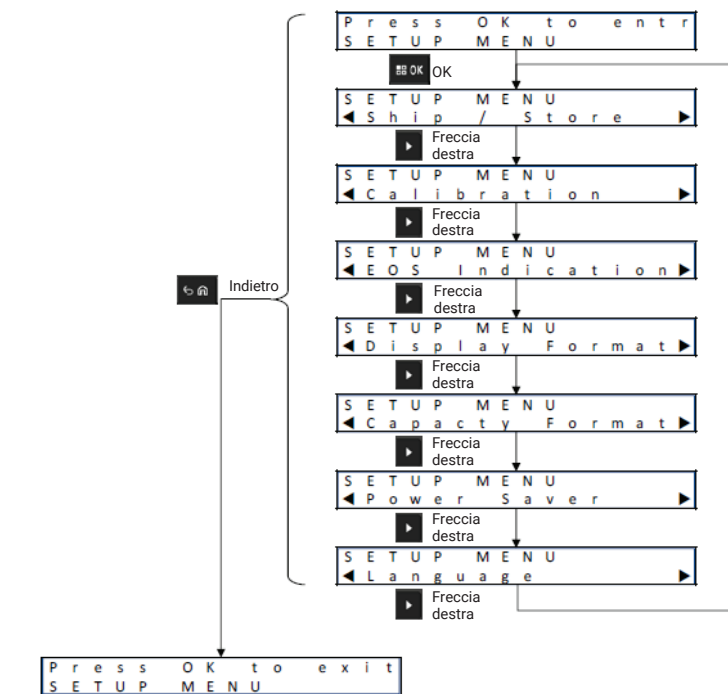 Press OK to entr
SETUP MENU
OK OK
SETUP MENU
◀Ship / Store ▶
Freccia
destra
SETUP MENU
◀Calibration ▶
Freccia
destra
SETUP MENU
◀EOS Indication▶
Indietro
Freccia
destra
SETUP MENU
◀Display Format▶
Freccia
destra
SETUP MENU
◀Capacty Format▶
Freccia
destra
SETUP MENU
◀Power Saver ▶
Freccia
destra
SETUP MENU
◀Language ▶
Freccia
destra
Press OK to exit
SETUP MENU